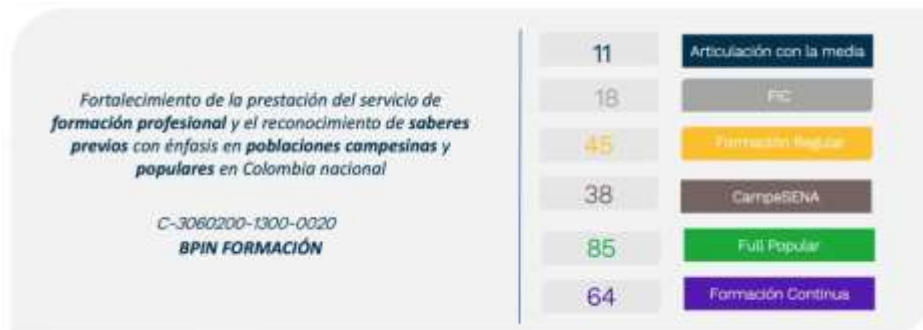 Fortalecimiento de la prestación del servicio de
formación profesional y el reconocimiento de saberes
previos con énfasis en poblaciones campesinas y
populares en Colombia nacional
C-3060200-1300-0020
BPIN FORMACIÓN
11 Articulación con la media
18 FIC
45 Formación Regular
38 CampeSENA
85 Full Popular
64 Formación Continua